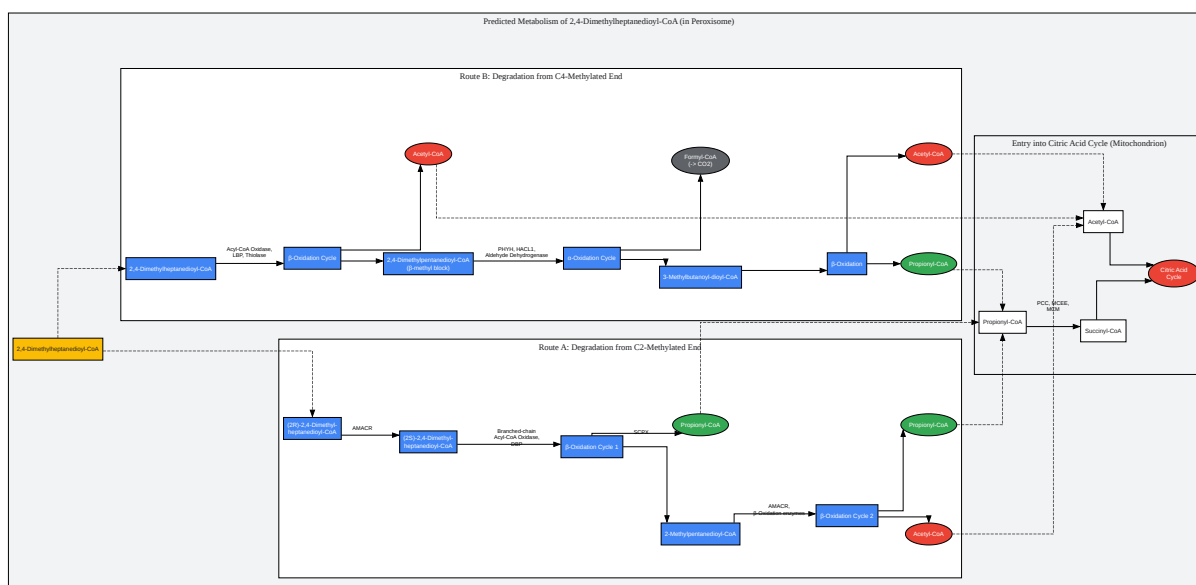 Predicted Metabolism of 2,4-Dimethylheptanedioyl-CoA (in Peroxisome)
Route B: Degradation from C4-Methylated End
Acetyl-CoA
Formyl-CoA
(-> CO2)
Acetyl-CoA
Acyl-CoA Oxidase,
LBP, Thiolase
2,4-Dimethylheptanedioyl-CoA
β-Oxidation Cycle
2,4-Dimethylpentanedioyl-CoA
(β-methyl block)
PHYH, HACL1,
Aldehyde Dehydrogenase
α-Oxidation Cycle
3-Methylbutanoyl-dioyl-CoA
β-Oxidation
Propionyl-CoA
Entry into Citric Acid Cycle (Mitochondrion)
Acetyl-CoA
Citric Acid
Cycle
PCC, MCEE,
MCM
Propionyl-CoA
Succinyl-CoA
2,4-Dimethylheptanedioyl-CoA
Route A: Degradation from C2-Methylated End
(2R)-2,4-Dimethyl-
heptanedioyl-CoA
AMACR
(2S)-2,4-Dimethyl-
heptanedioyl-CoA
Branched-chain
Acyl-CoA Oxidase,
DBP
β-Oxidation Cycle 1
SCPX
Propionyl-CoA
2-Methylpentanedioyl-CoA
AMACR,
β-Oxidation enzymes
β-Oxidation Cycle 2
Propionyl-CoA
Acetyl-CoA